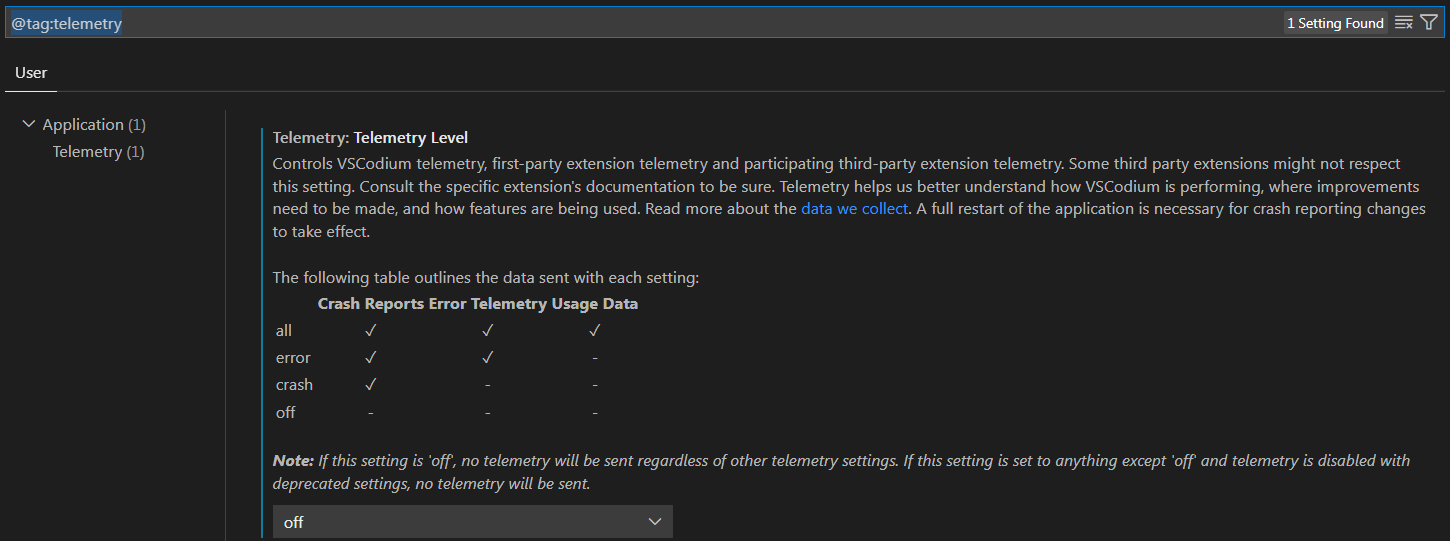 @tag:telemetry
1 Setting Found
User
Application (1)
Telemetry (1)
Telemetry: Telemetry Level
Controls VSCodium telemetry, first-party extension telemetry and participating third-party extension telemetry. Some third party extensions might not respect
this setting. Consult the specific extension's documentation to be sure. Telemetry helps us better understand how VSCodium is performing, where improvements
need to be made, and how features are being used. Read more about the data we collect. A full restart of the application is necessary for crash reporting changes
to take effect.
The following table outlines the data sent with each setting:
Crash Reports Error Telemetry Usage Data
all ✓ ✓ ✓
error ✓ ✓ -
crash ✓ - -
off - - -
Note: If this setting is 'off', no telemetry will be sent regardless of other telemetry settings. If this setting is set to anything except 'off' and telemetry is disabled with
deprecated settings, no telemetry will be sent.
off